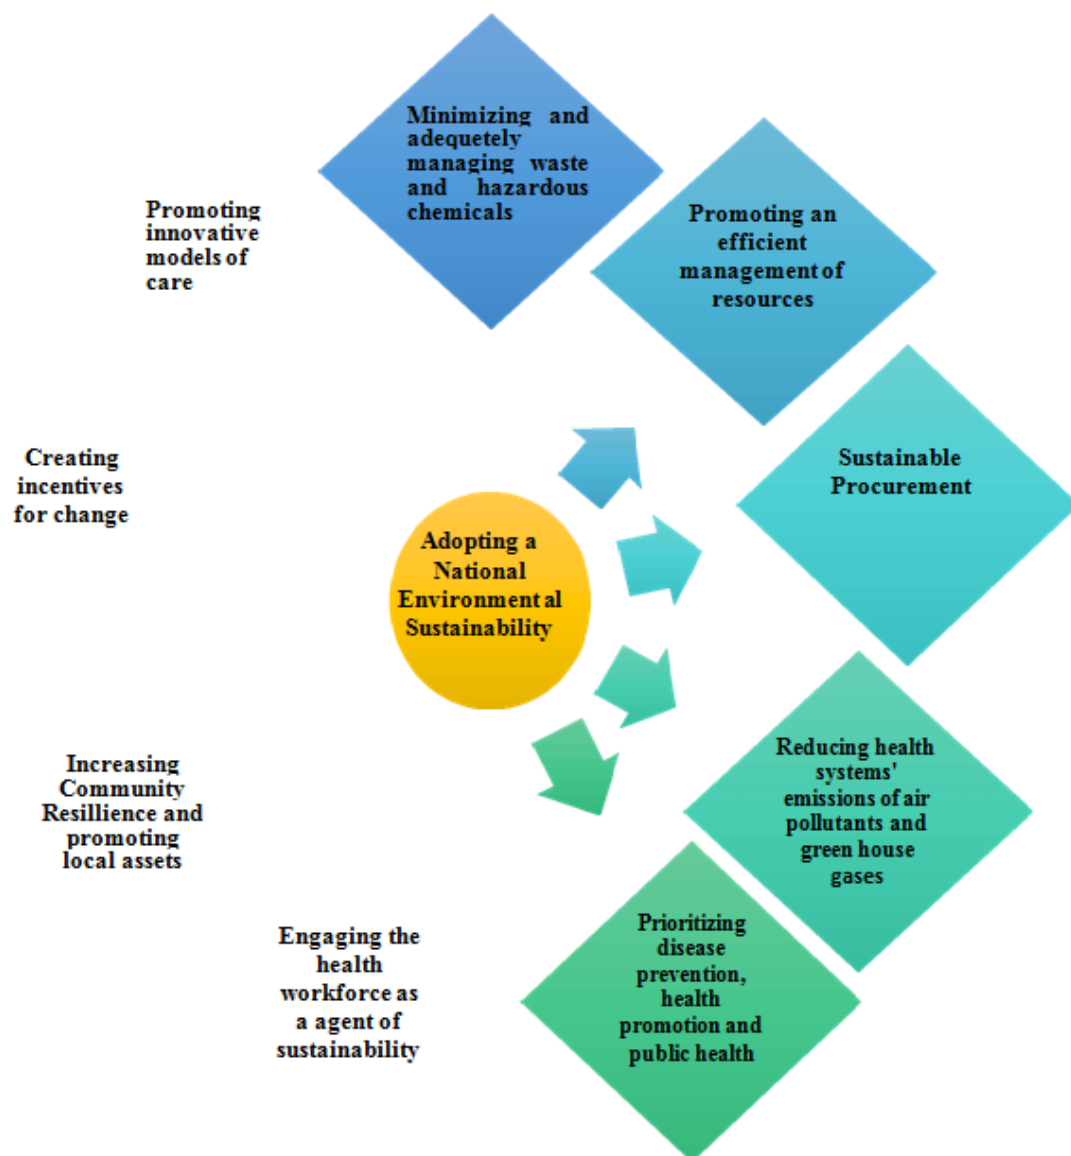 Minimizing and
adequetely
managing waste
and hazardous
chemicals
Promoting an
efficient
management of
resources
Promoting
innovative
models of
care
Creating
incentives
for change
Sustainable
Procurement
Adopting a
National
Environmental
Sustainability
Increasing
Community
Resillience and
promoting
local assets
Reducing health
systems'
emissions of air
pollutants and
green house
gases
Engaging the
health
workforce as
a agent of
sustainability
Prioritizing
disease
prevention,
health
promotion and
public health